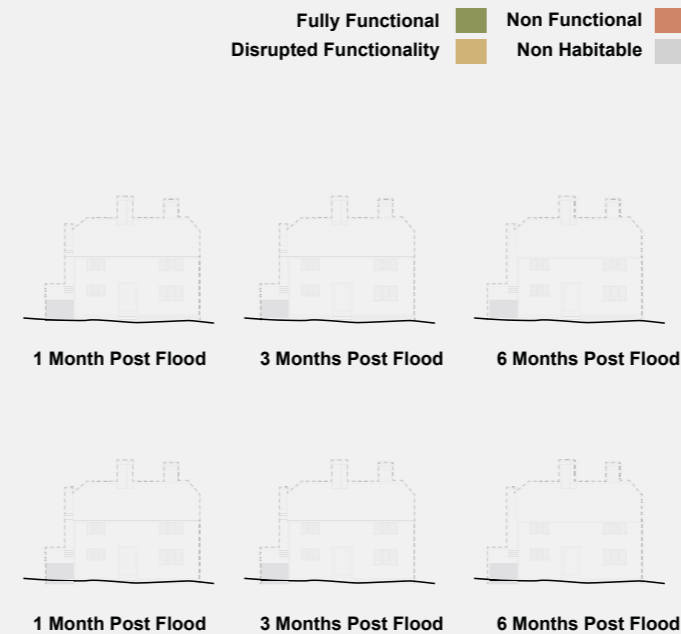 Fully Functional Non Functional
Disrupted Functionality Non Habitable
1 Month Post Flood 3 Months Post Flood 6 Months Post Flood
1 Month Post Flood 3 Months Post Flood 6 Months Post Flood